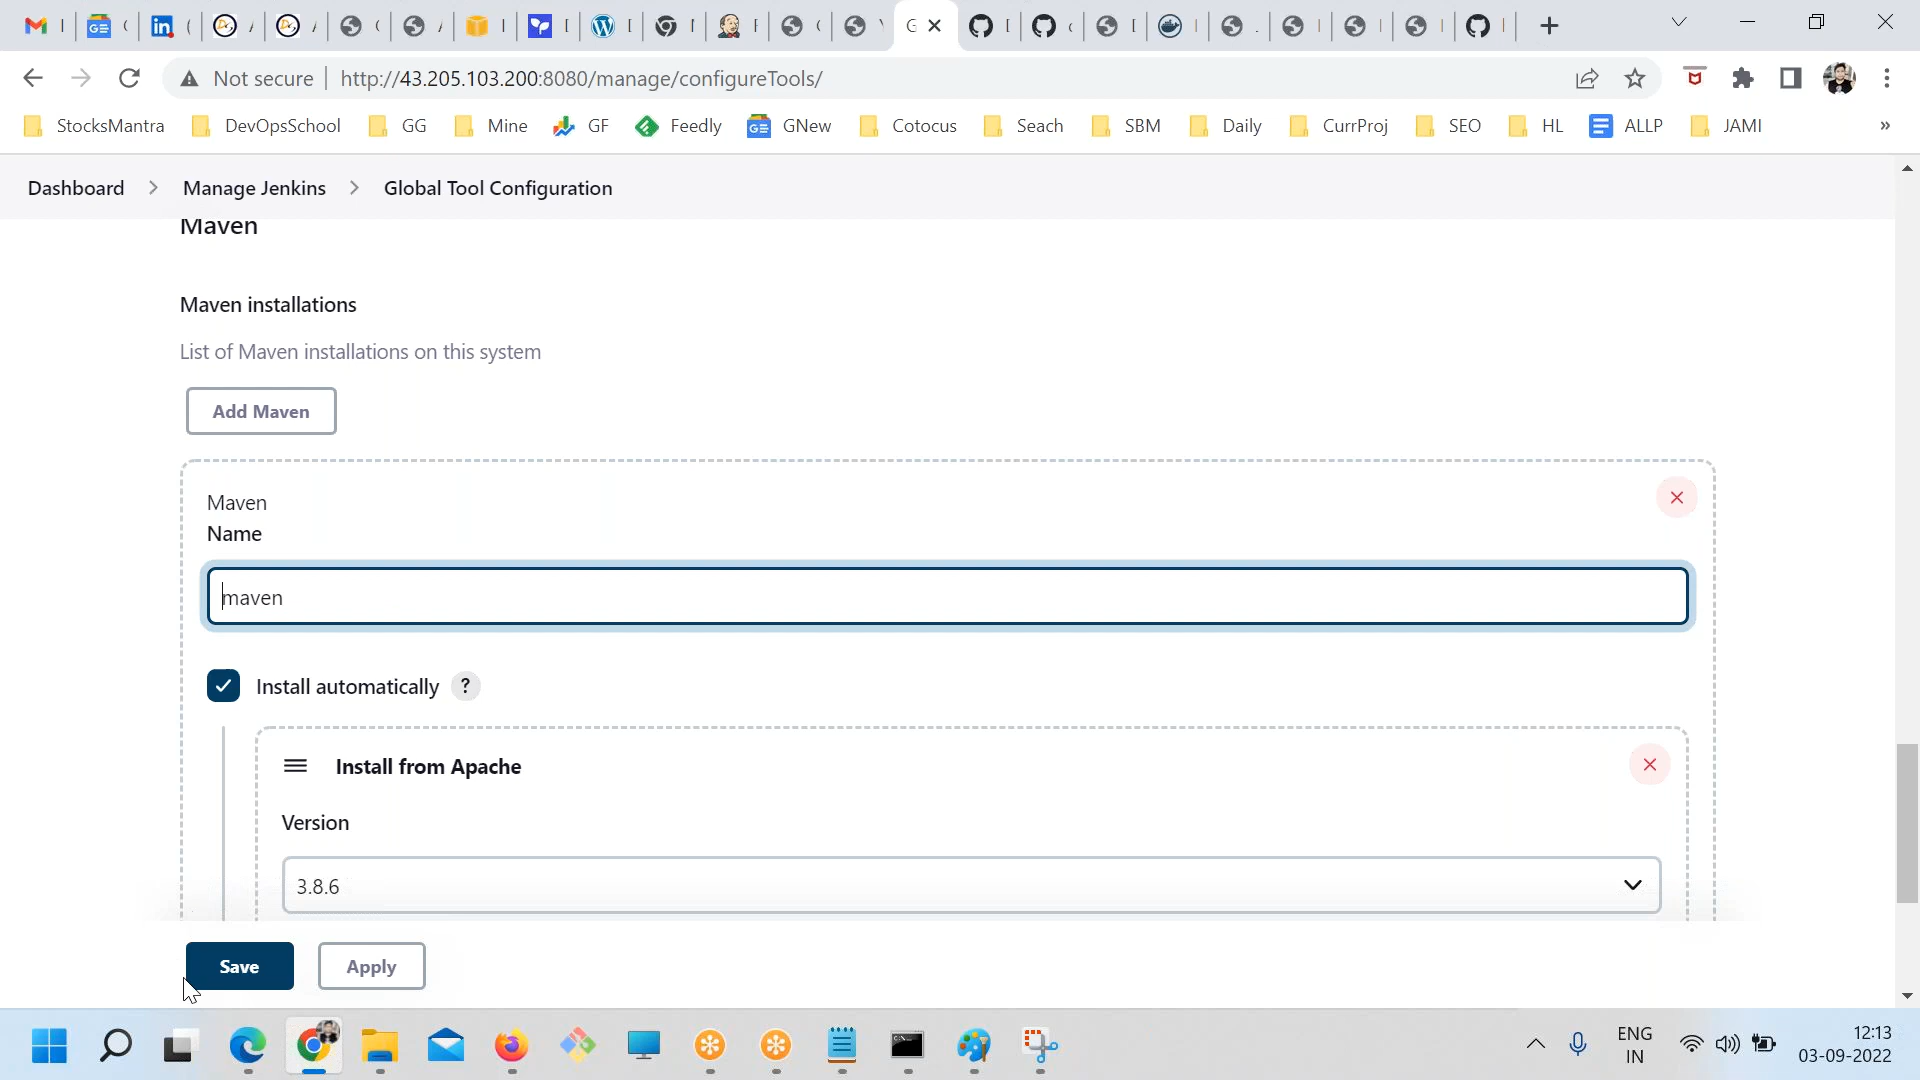 Not secure
http://43.205.103.200:8080/manage/configureTools/
StocksMantra
DevOpsSchool
GG
Mine
GF
Feedly
GNew
Cotocus
Seach
SBM
Daily
CurrProj
SEO
HL
ALLP
JAMI
»
Dashboard > Manage Jenkins > Global Tool Configuration
Maven
Maven installations
List of Maven installations on this system
Add Maven
Maven
Name
maven
Install automatically ?
Install from Apache
Version
3.8.6
Save
Apply
ENG
IN
12:13
03-09-2022